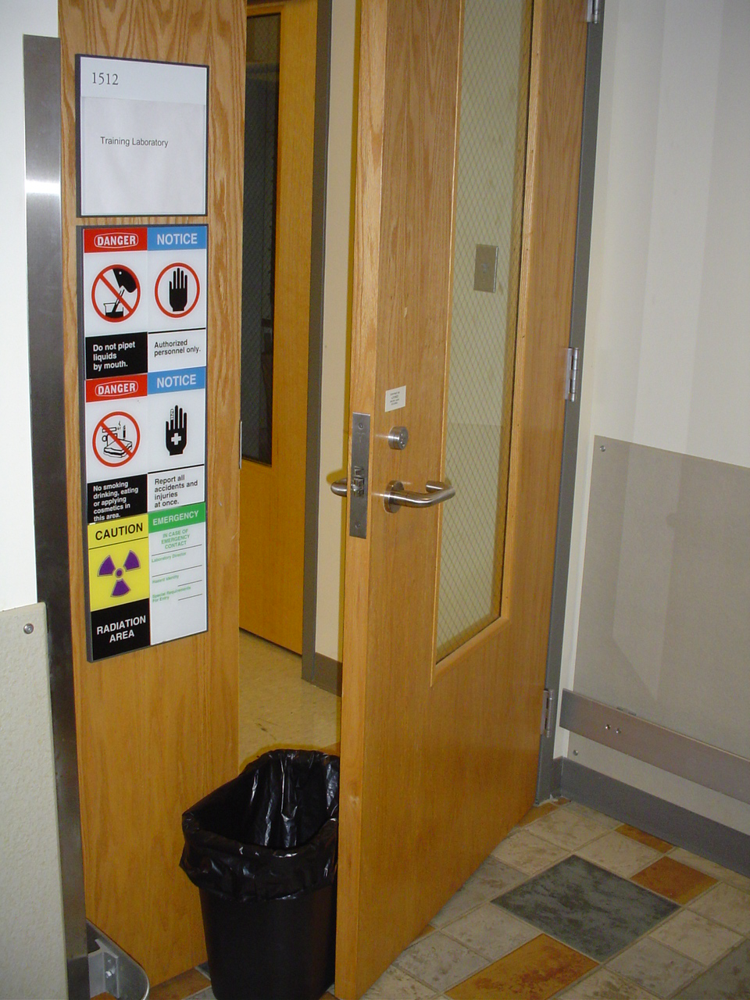 1512
Training Laboratory
DANGER
NOTICE
Do not pipet
liquids
by mouth.
Authorized
personnel only.
DANGER
NOTICE
No smoking
drinking, eating
or applying
cosmetics in
this area.
Report all
accidents and
injuries
at once.
CAUTION
RADIATION
AREA
EMERGENCY
IN CASE OF
EMERGENCY
CONTACT
Laboratory Director
Hazard Identity
Special Requirements
For Entry